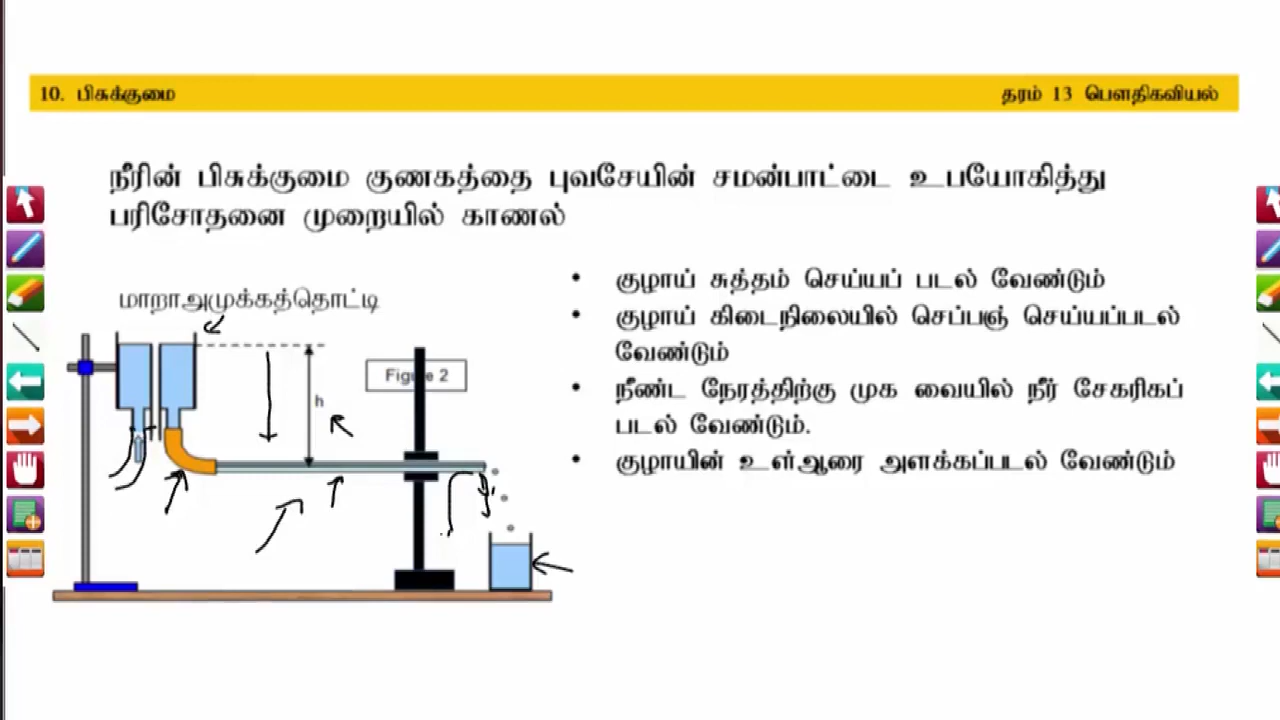 10. பிசுக்குமை
தரம் 13 பௌதிகவியல்
நீரின் பிசுக்குமை குணகத்தை புவசேயின் சமன்பாட்டை உபயோகித்து
பரிசோதனை முறையில் காணல்
மாறாஅமுக்கத்தொட்டி
Figure 2
h
• குழாய் சுத்தம் செய்யப் படல் வேண்டும்
• குழாய் கிடைநிலையில் செப்பஞ் செய்யப்படல்
வேண்டும்
• நீண்ட நேரத்திற்கு முக வையில் நீர் சேகரிகப்
படல் வேண்டும்.
• குழாயின் உள்ஆரை அளக்கப்படல் வேண்டும்